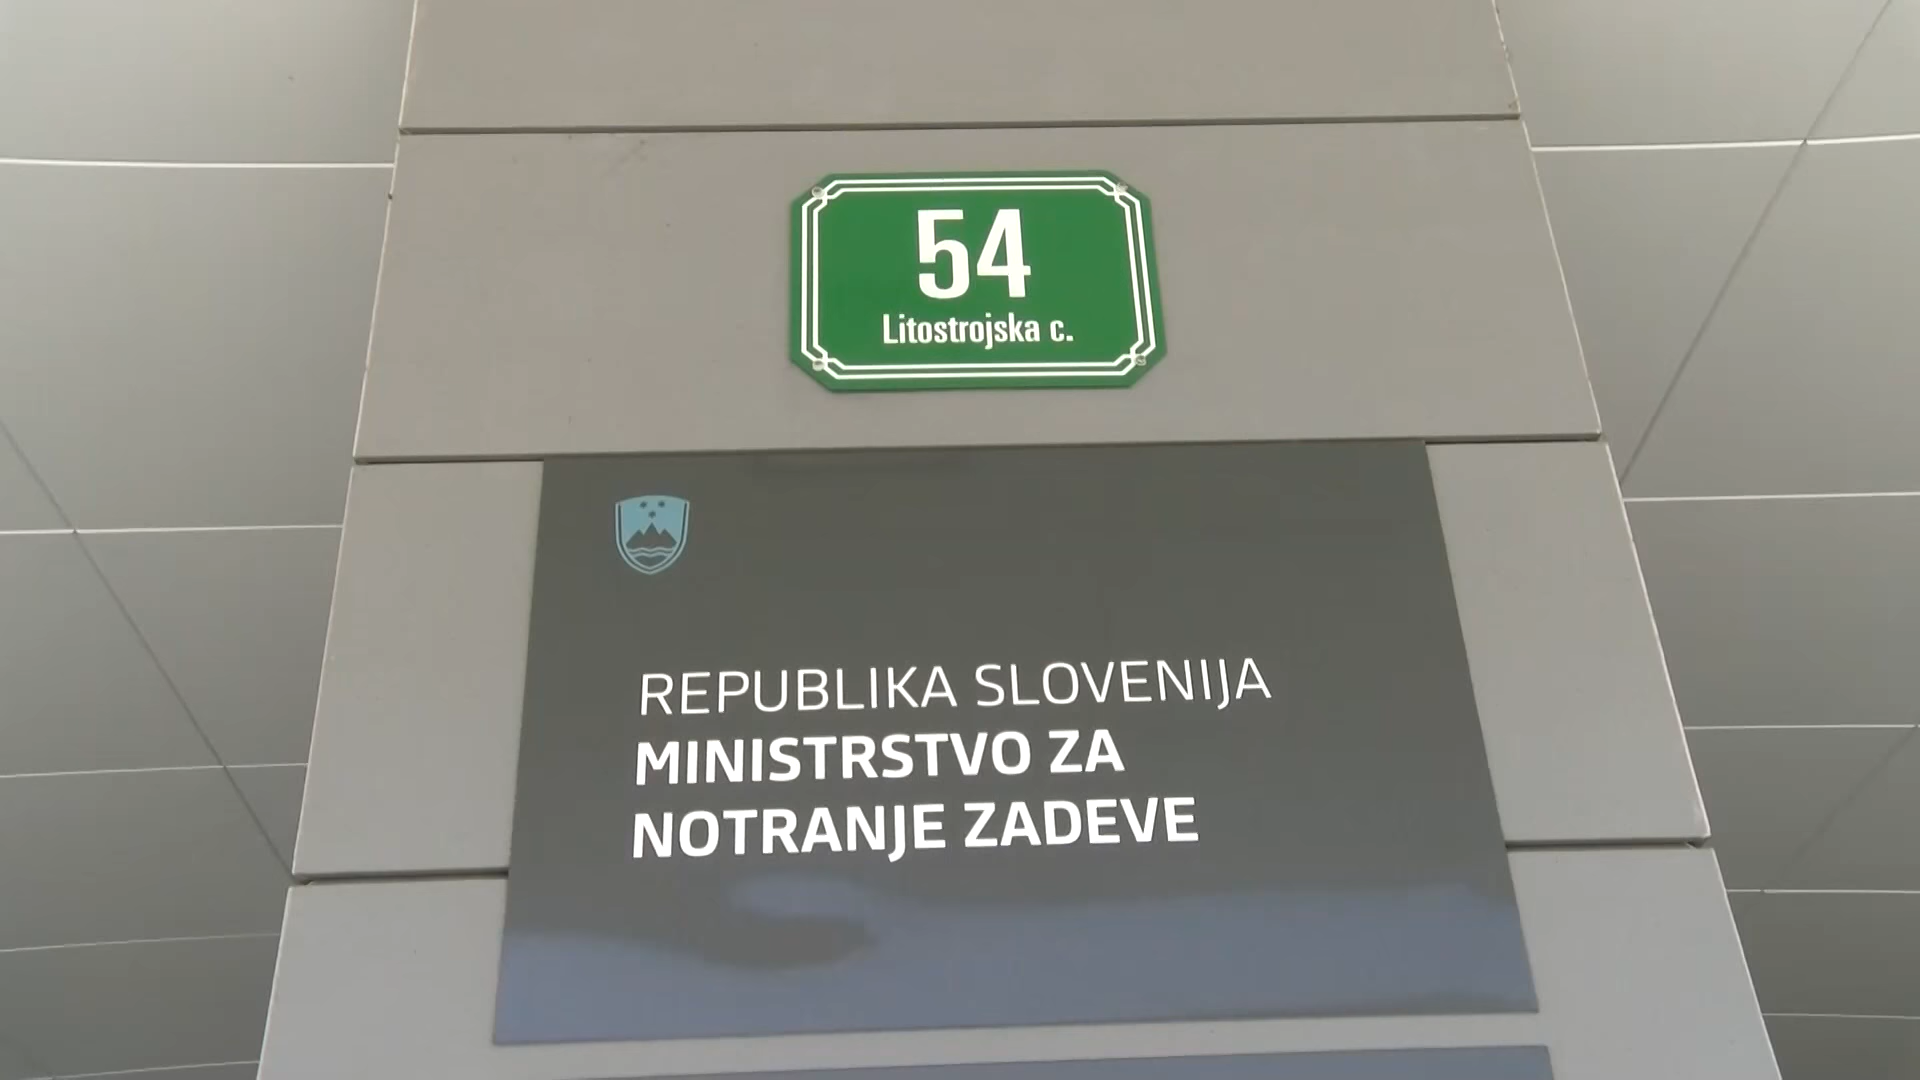 54
Litostrojska c.
REPUBLIKA SLOVENIJA
MINISTRSTVO ZA
NOTRANJE ZADEVE